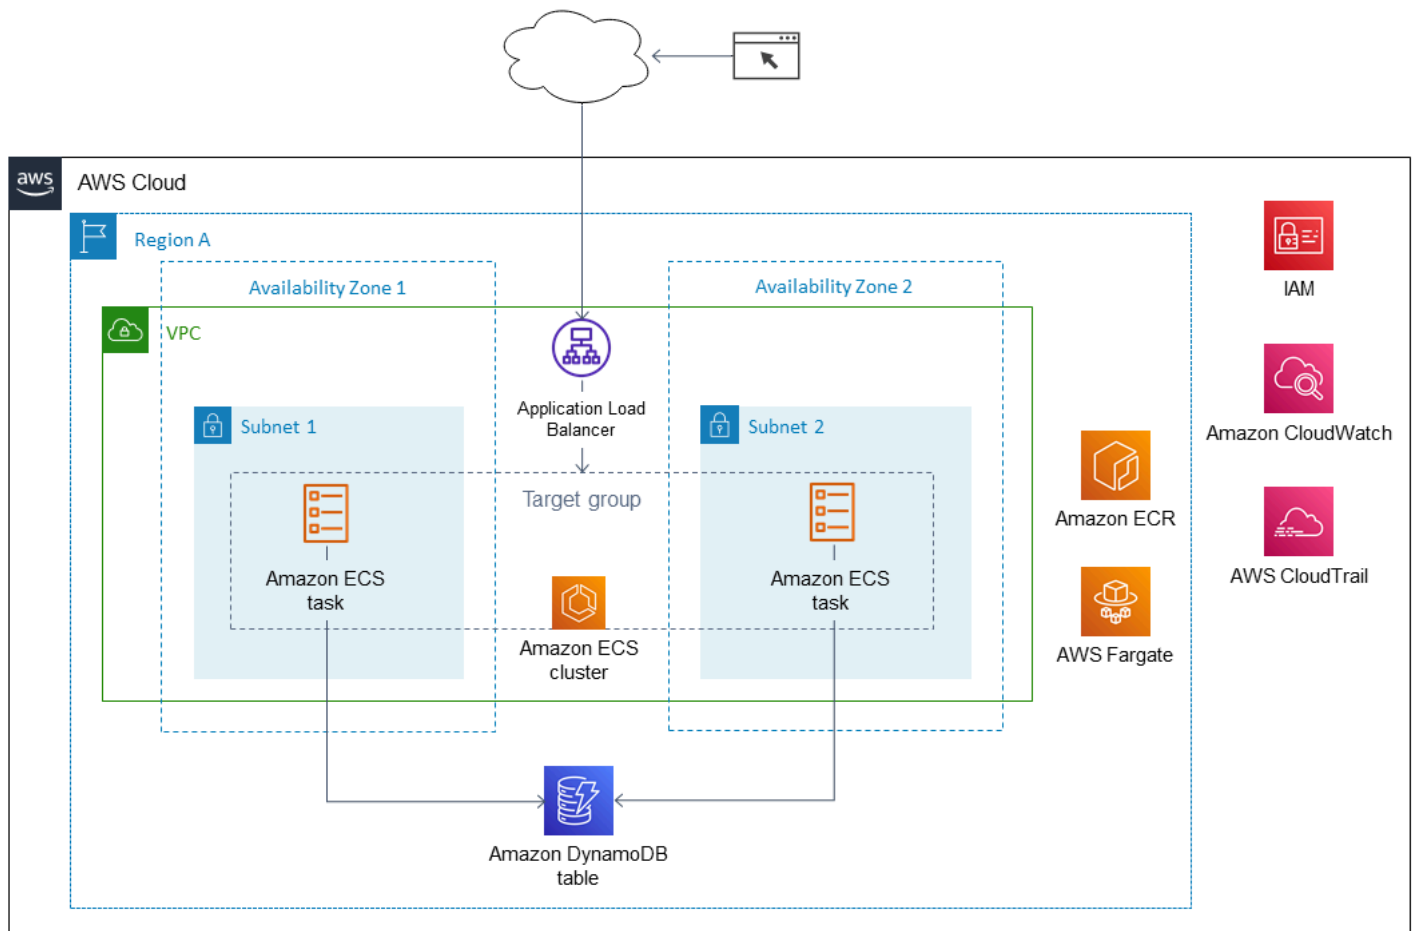 aws
AWS Cloud
Region A
Availability Zone 1
Availability Zone 2
IAM
VPC
Application Load
Balancer
Subnet 1
Subnet 2
Amazon CloudWatch
Target group
Amazon ECR
Amazon ECS
task
Amazon ECS
task
AWS CloudTrail
Amazon ECS
cluster
AWS Fargate
Amazon DynamoDB
table